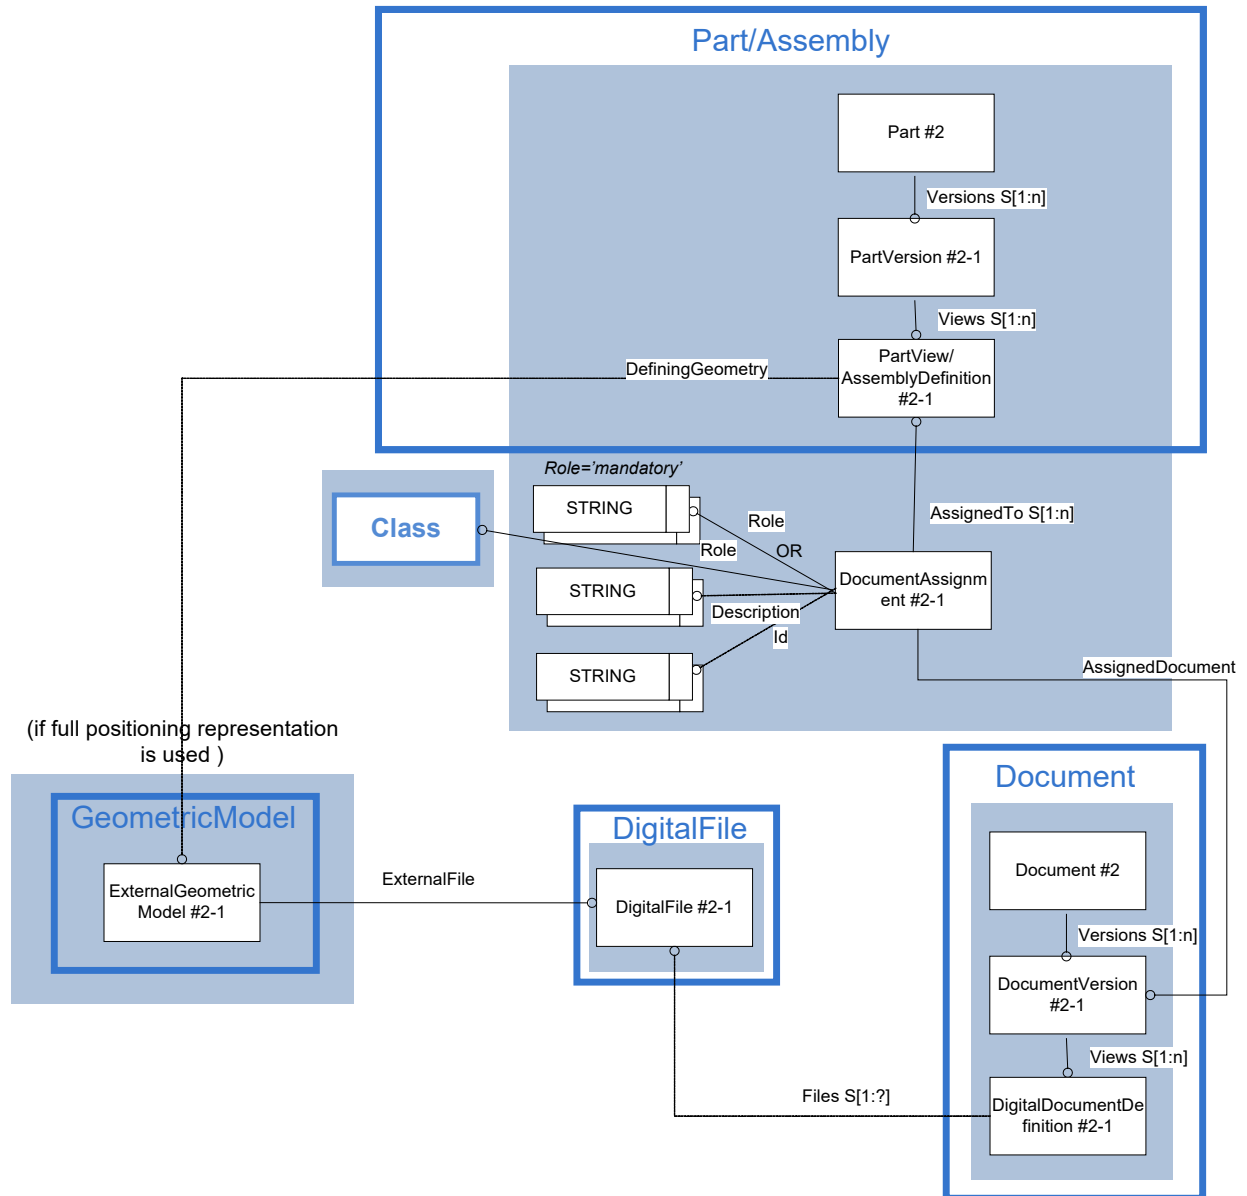 Part/Assembly
Part #2
Versions S[1:n]
PartVersion #2-1
Views S[1:n]
PartView/
AssemblyDefinition
#2-1
DefiningGeometry
Role='mandatory'
STRING
Class
Role
Role
OR
AssignedTo S[1:n]
STRING
DocumentAssignm
ent #2-1
Description
Id
STRING
AssignedDocument
(if full positioning representation
is used )
GeometricModel
ExternalGeometric
Model #2-1
ExternalFile
DigitalFile
DigitalFile #2-1
Document
Document #2
Versions S[1:n]
DocumentVersion
#2-1
Views S[1:n]
DigitalDocumentDe
finition #2-1
Files S[1:?]